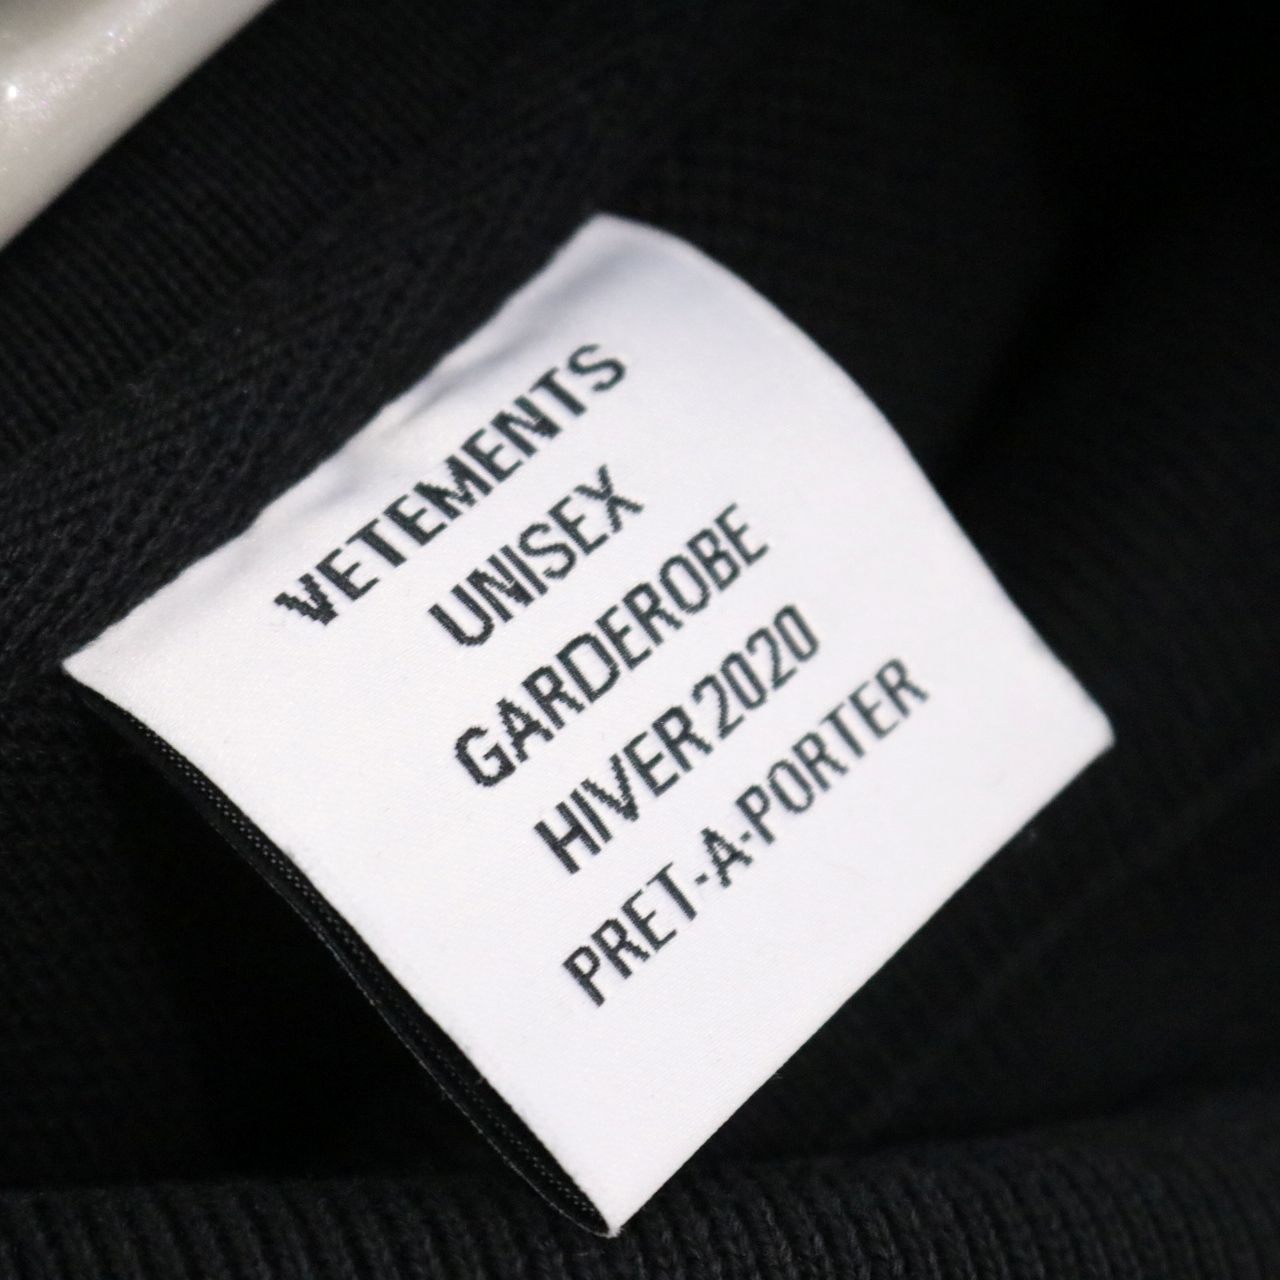 VETEMENTS
UNISEX
GARDEROBE
HIVER 2020
PRET-A-PORTER